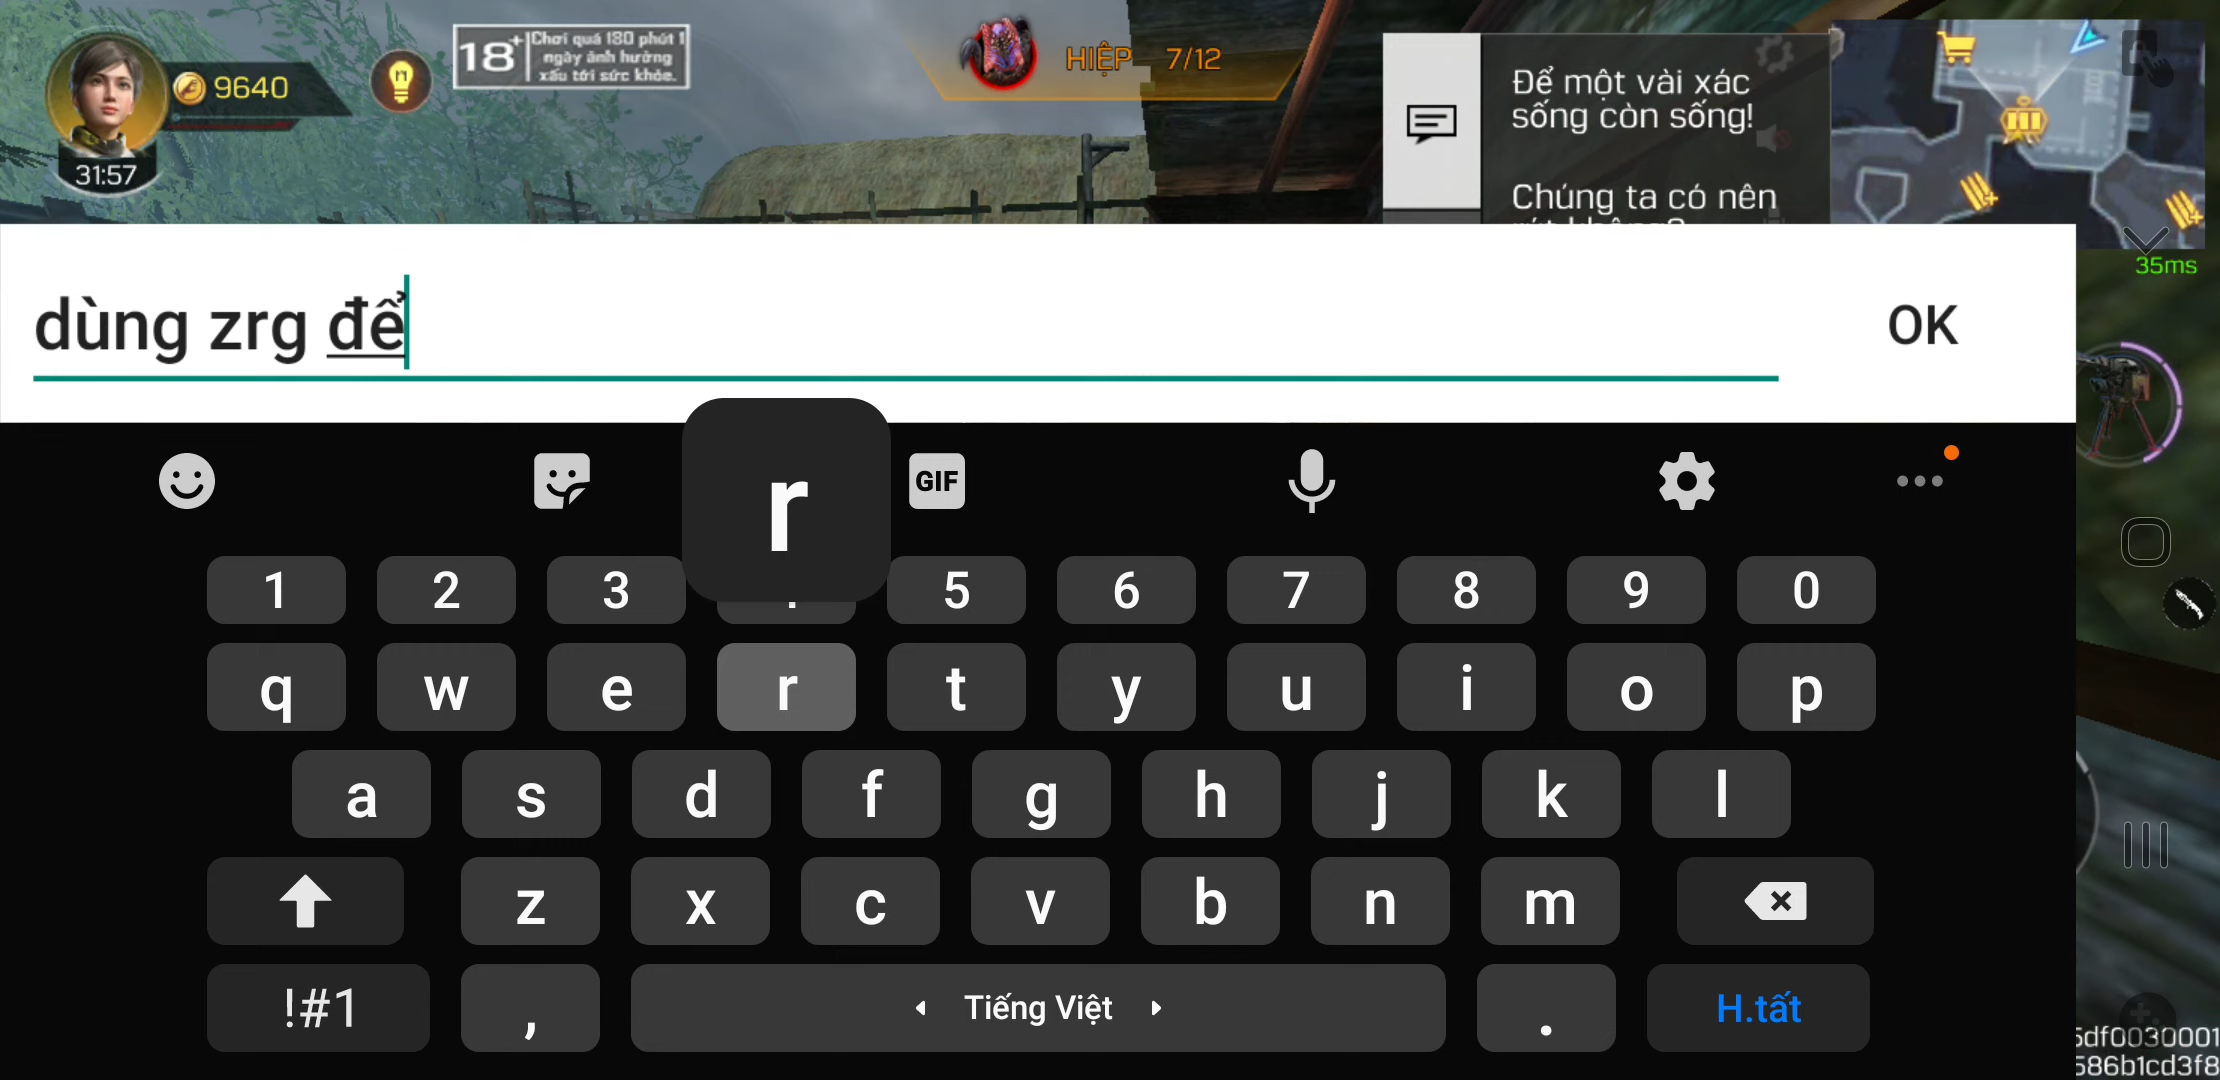 9640
31:57
18+
Chơi quá 180 phút 1
ngày ảnh hưởng
xấu tới sức khỏe.
HIỆP 7/12
Để một vài xác
sống còn sống!
Chúng ta có nên
35ms
dùng zrg để
OK
r
GIF
1 2 3 5 6 7 8 9 0
q w e r t y u i o p
a s d f g h j k l
z x c v b n m
!#1 , Tiếng Việt . H.tất
5df0030001
586b1cd3f8